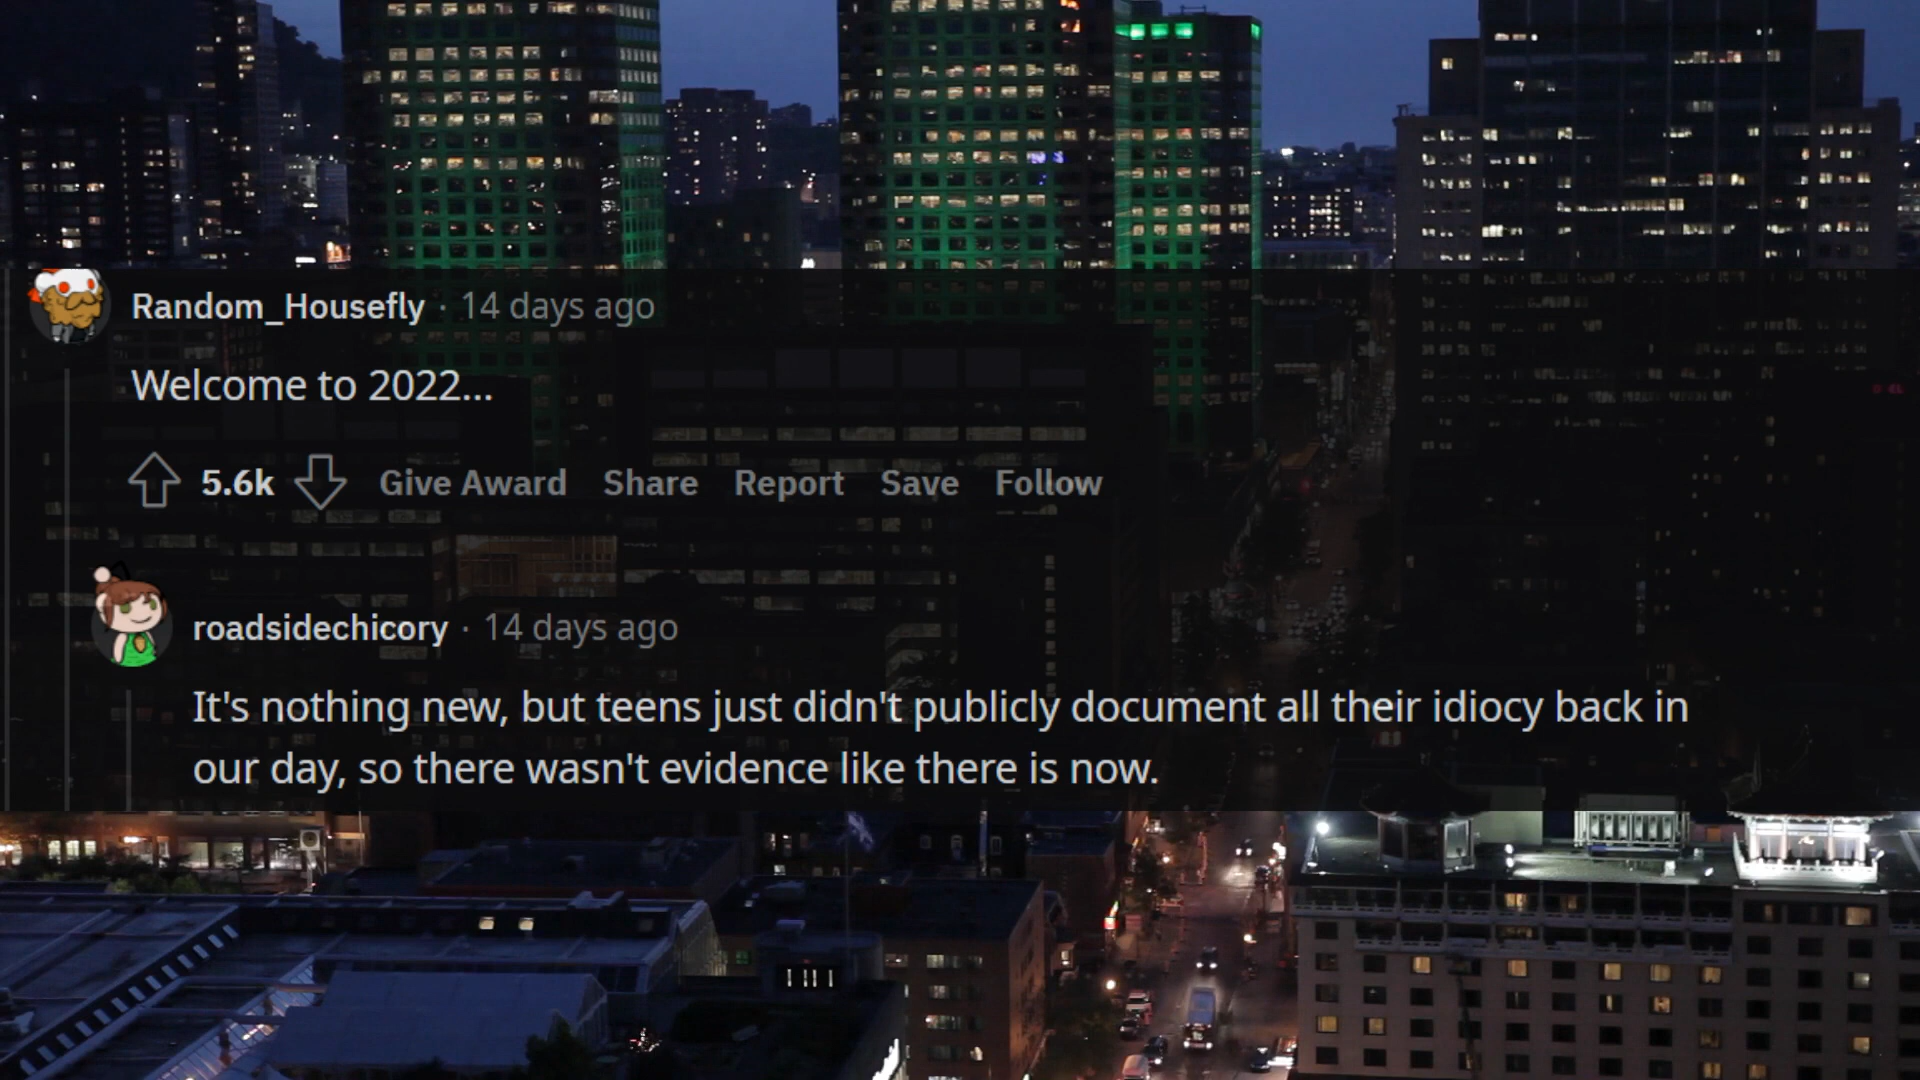 Random_Housefly · 14 days ago
Welcome to 2022...
5.6k Give Award Share Report Save Follow
roadsidechicory · 14 days ago
It's nothing new, but teens just didn't publicly document all their idiocy back in
our day, so there wasn't evidence like there is now.